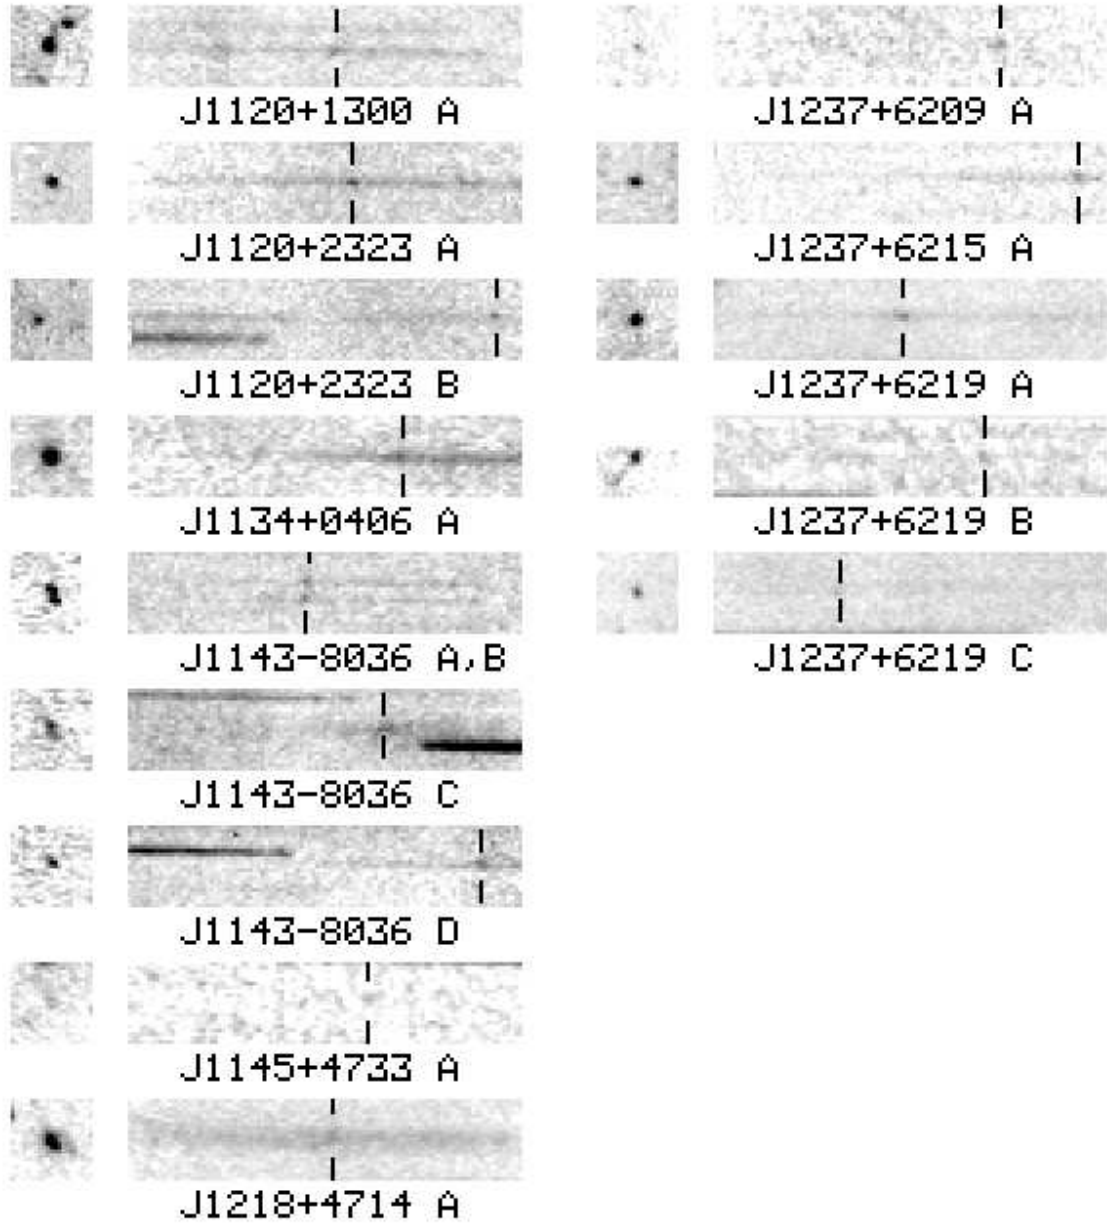 J1120+1300 A
J1120+2323 A
J1120+2323 B
J1134+0406 A
J1143-8036 A,B
J1143-8036 C
J1143-8036 D
J1145+4733 A
J1218+4714 A
J1237+6209 A
J1237+6215 A
J1237+6219 A
J1237+6219 B
J1237+6219 C